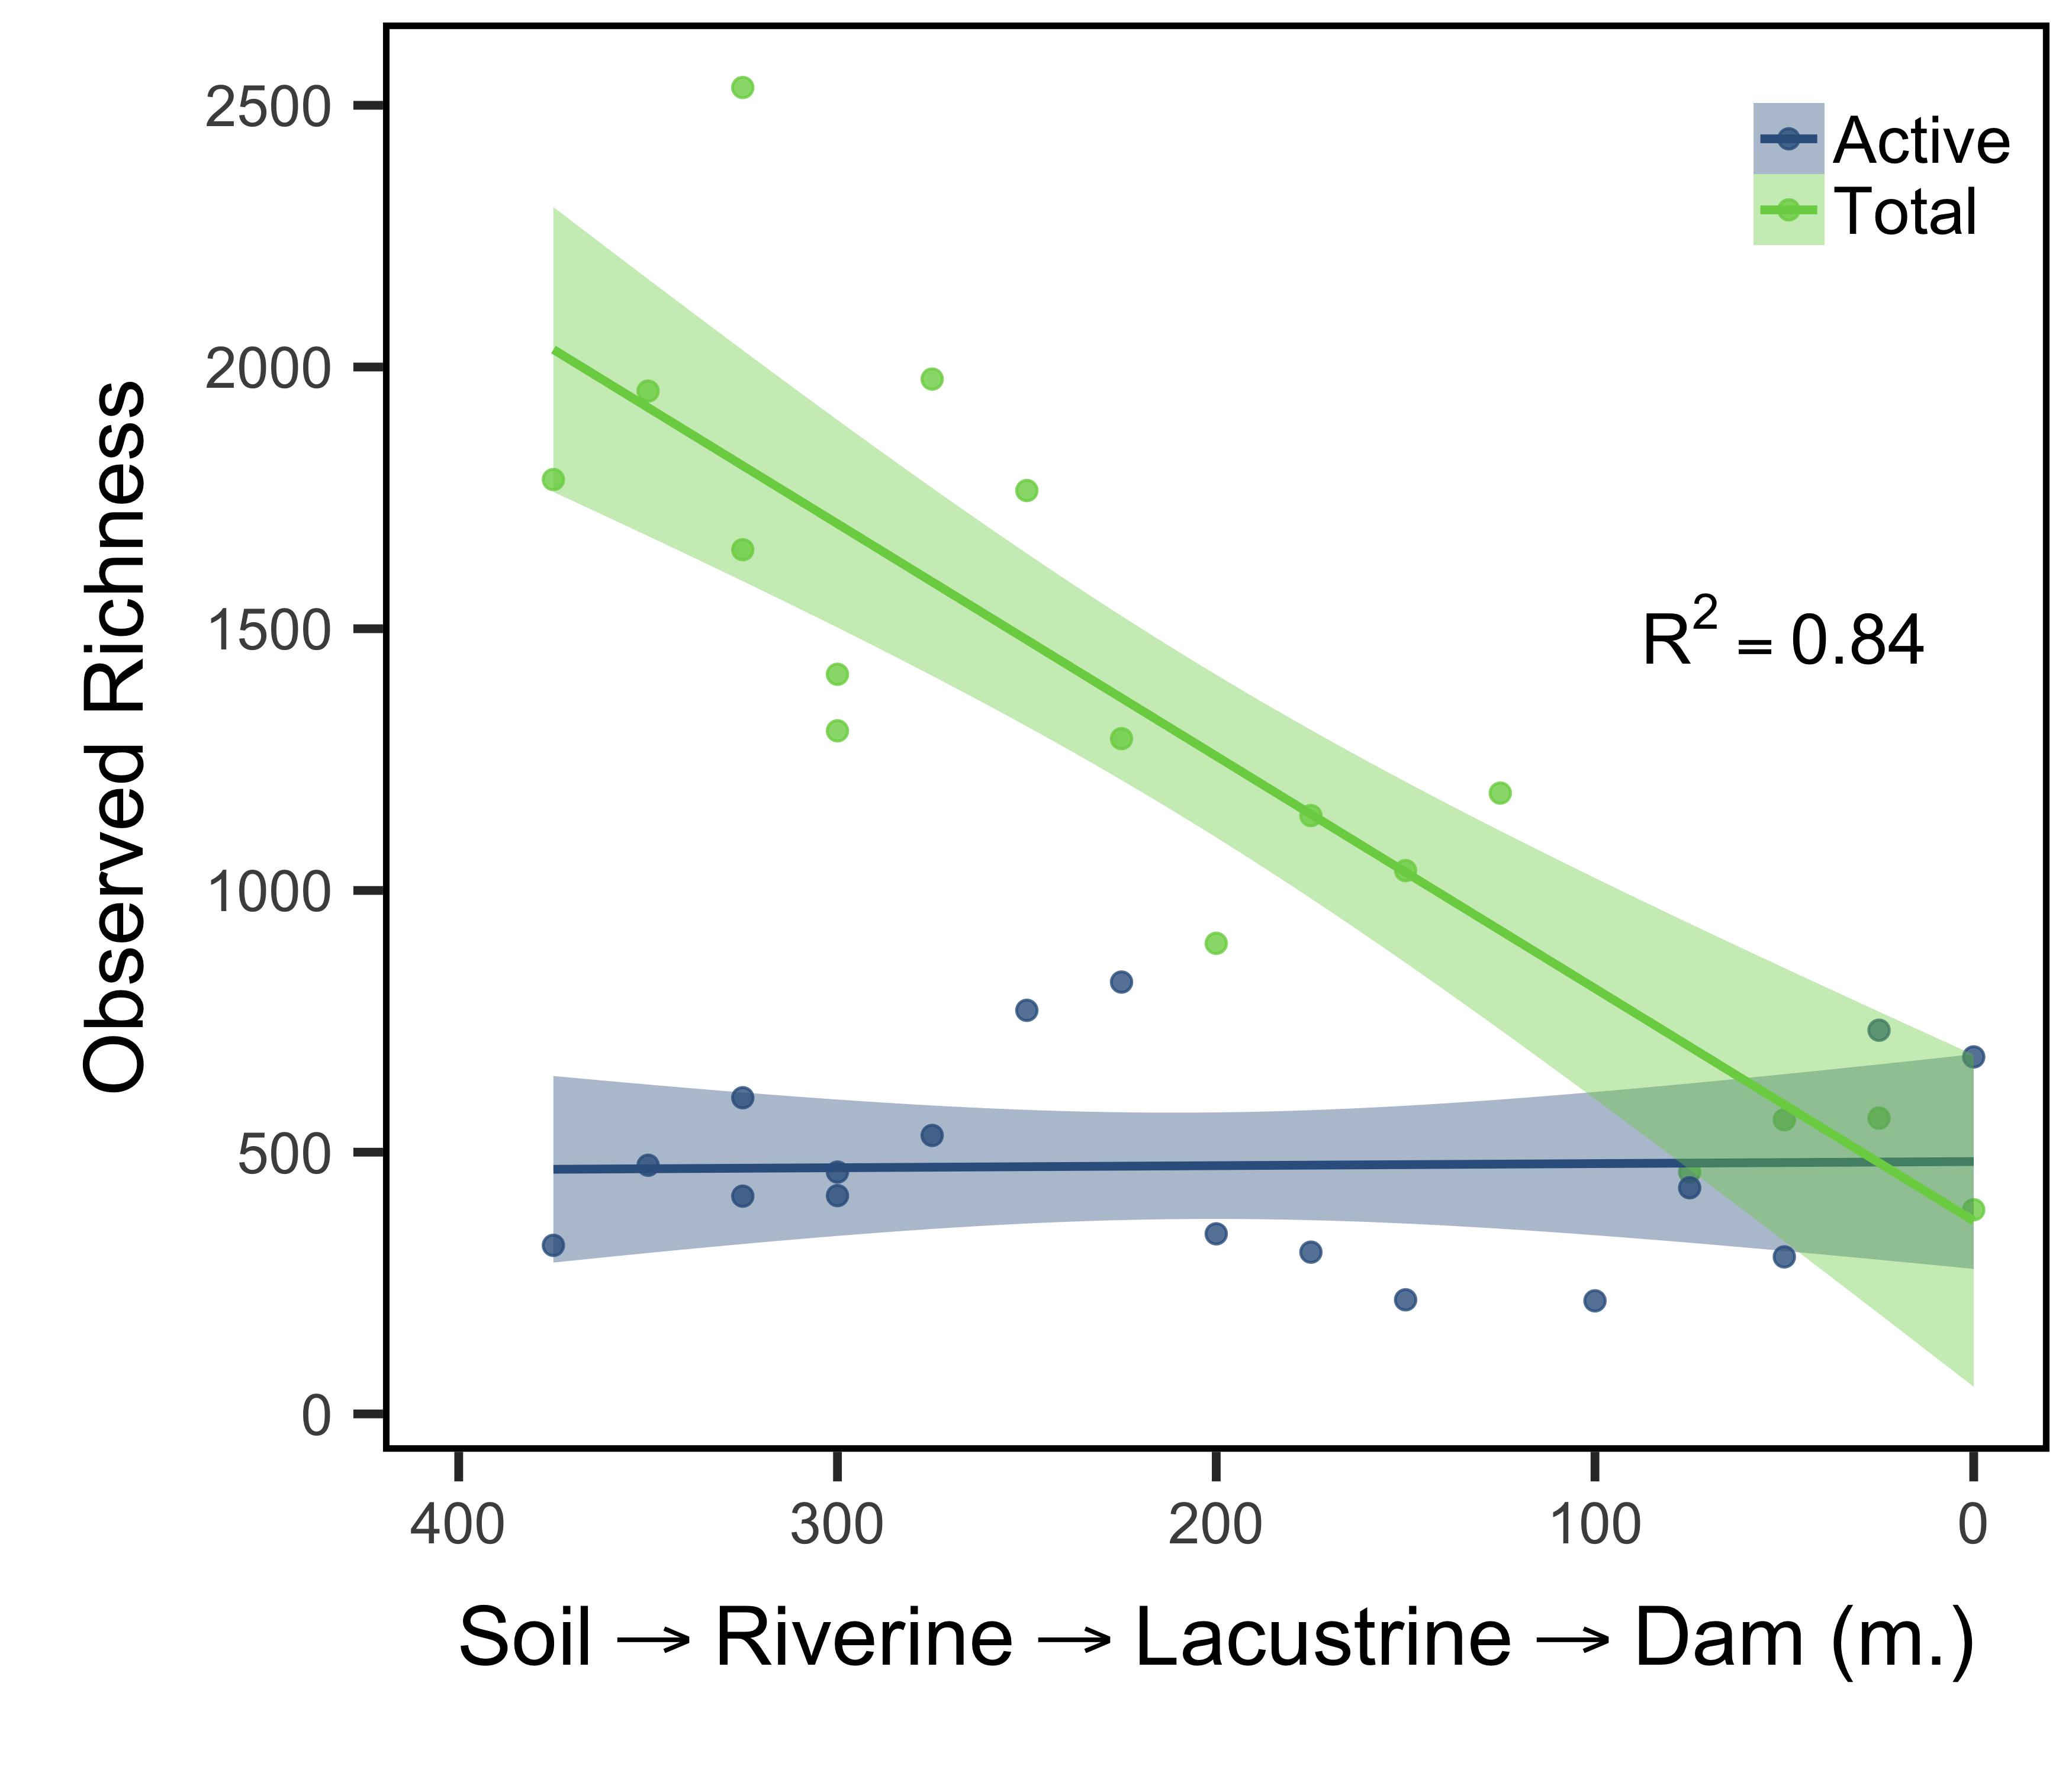 2500
2000
1500
1000
500
0
Observed Richness
Active
Total
R² = 0.84
400 300 200 100 0
Soil → Riverine → Lacustrine → Dam (m.)